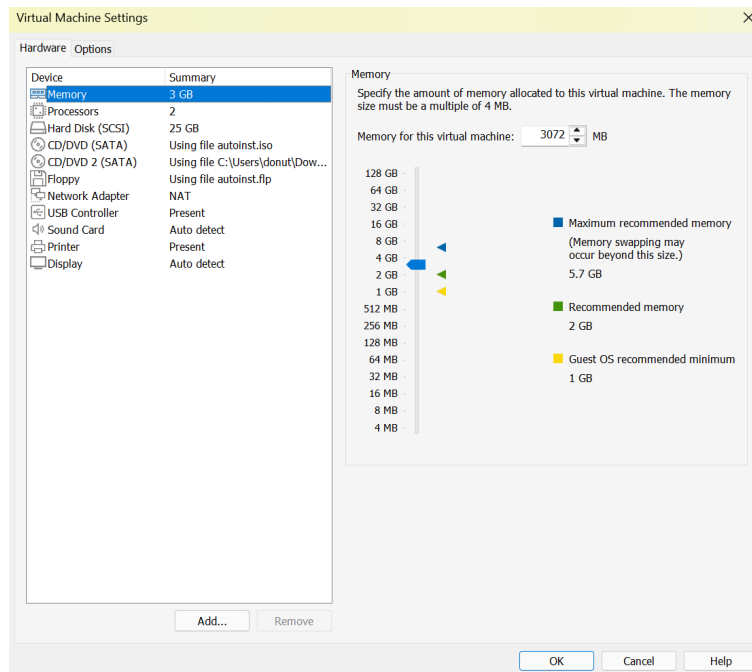 Virtual Machine Settings
Hardware Options
Device Summary
Memory 3 GB
Processors 2
Hard Disk (SCSI) 25 GB
CD/DVD (SATA) Using file autoinst.iso
CD/DVD 2 (SATA) Using file C:\Users\donut\Dow...
Floppy Using file autoinst.flp
Network Adapter NAT
USB Controller Present
Sound Card Auto detect
Printer Present
Display Auto detect
Add... Remove
Memory
Specify the amount of memory allocated to this virtual machine. The memory
size must be a multiple of 4 MB.
Memory for this virtual machine: 3072 MB
128 GB
64 GB
32 GB
16 GB
8 GB
4 GB
2 GB
1 GB
512 MB
256 MB
128 MB
64 MB
32 MB
16 MB
8 MB
4 MB
Maximum recommended memory
(Memory swapping may
occur beyond this size.)
5.7 GB
Recommended memory
2 GB
Guest OS recommended minimum
1 GB
OK Cancel Help